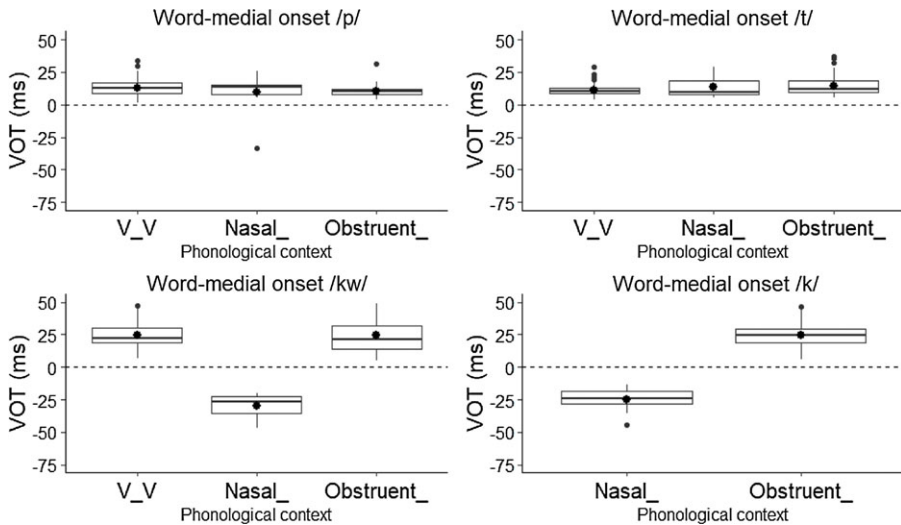 Word-medial onset /p/
VOT (ms)
50
25
0
-25
-50
-75
V_V Nasal_ Obstruent_
Phonological context
Word-medial onset /t/
VOT (ms)
50
25
0
-25
-50
-75
V_V Nasal_ Obstruent_
Phonological context
Word-medial onset /kw/
VOT (ms)
50
25
0
-25
-50
-75
V_V Nasal_ Obstruent_
Phonological context
Word-medial onset /k/
VOT (ms)
50
25
0
-25
-50
-75
Nasal_ Obstruent_
Phonological context